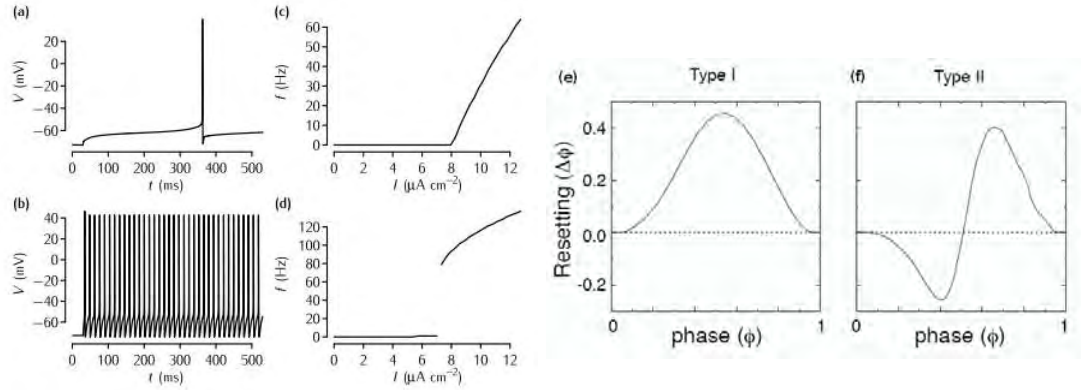 (a)
20
0
−20
−40
−60
V (mV)
0 100 200 300 400 500
t (ms)
(b)
40
20
0
−20
−40
−60
V (mV)
0 100 200 300 400 500
t (ms)
(c)
60
50
40
30
20
10
0
f (Hz)
0 2 4 6 8 10 12
I (μA cm−2)
(d)
120
100
80
60
40
20
0
f (Hz)
0 2 4 6 8 10 12
I (μA cm−2)
(e) Type I
0.4
0.2
0.0
-0.2
Resetting (Δϕ)
0 1
phase (ϕ)
(f) Type II
0 1
phase (ϕ)